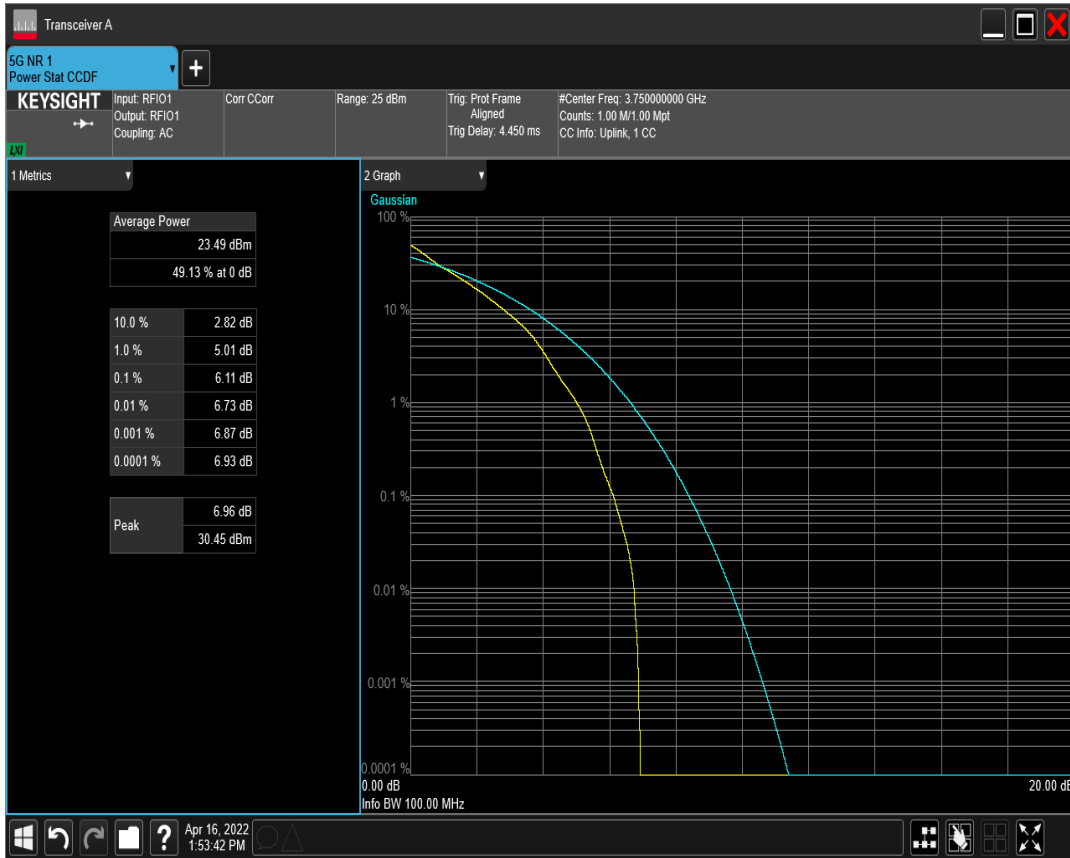 Transceiver A
5G NR 1
Power Stat CCDF
+
KEYSIGHT
LXI
Input: RFIO1
Output: RFIO1
Coupling: AC
Corr CCorr
Range: 25 dBm
Trig: Prot Frame
Aligned
Trig Delay: 4.450 ms
#Center Freq: 3.750000000 GHz
Counts: 1.00 M/1.00 Mpt
CC Info: Uplink, 1 CC
1 Metrics
Average Power
23.49 dBm
49.13 % at 0 dB
10.0 % 2.82 dB
1.0 % 5.01 dB
0.1 % 6.11 dB
0.01 % 6.73 dB
0.001 % 6.87 dB
0.0001 % 6.93 dB
Peak
6.96 dB
30.45 dBm
2 Graph
Gaussian
100 %
10 %
1 %
0.1 %
0.01 %
0.001 %
0.0001 %
0.00 dB
20.00 dB
Info BW 100.00 MHz
?
Apr 16, 2022
1:53:42 PM